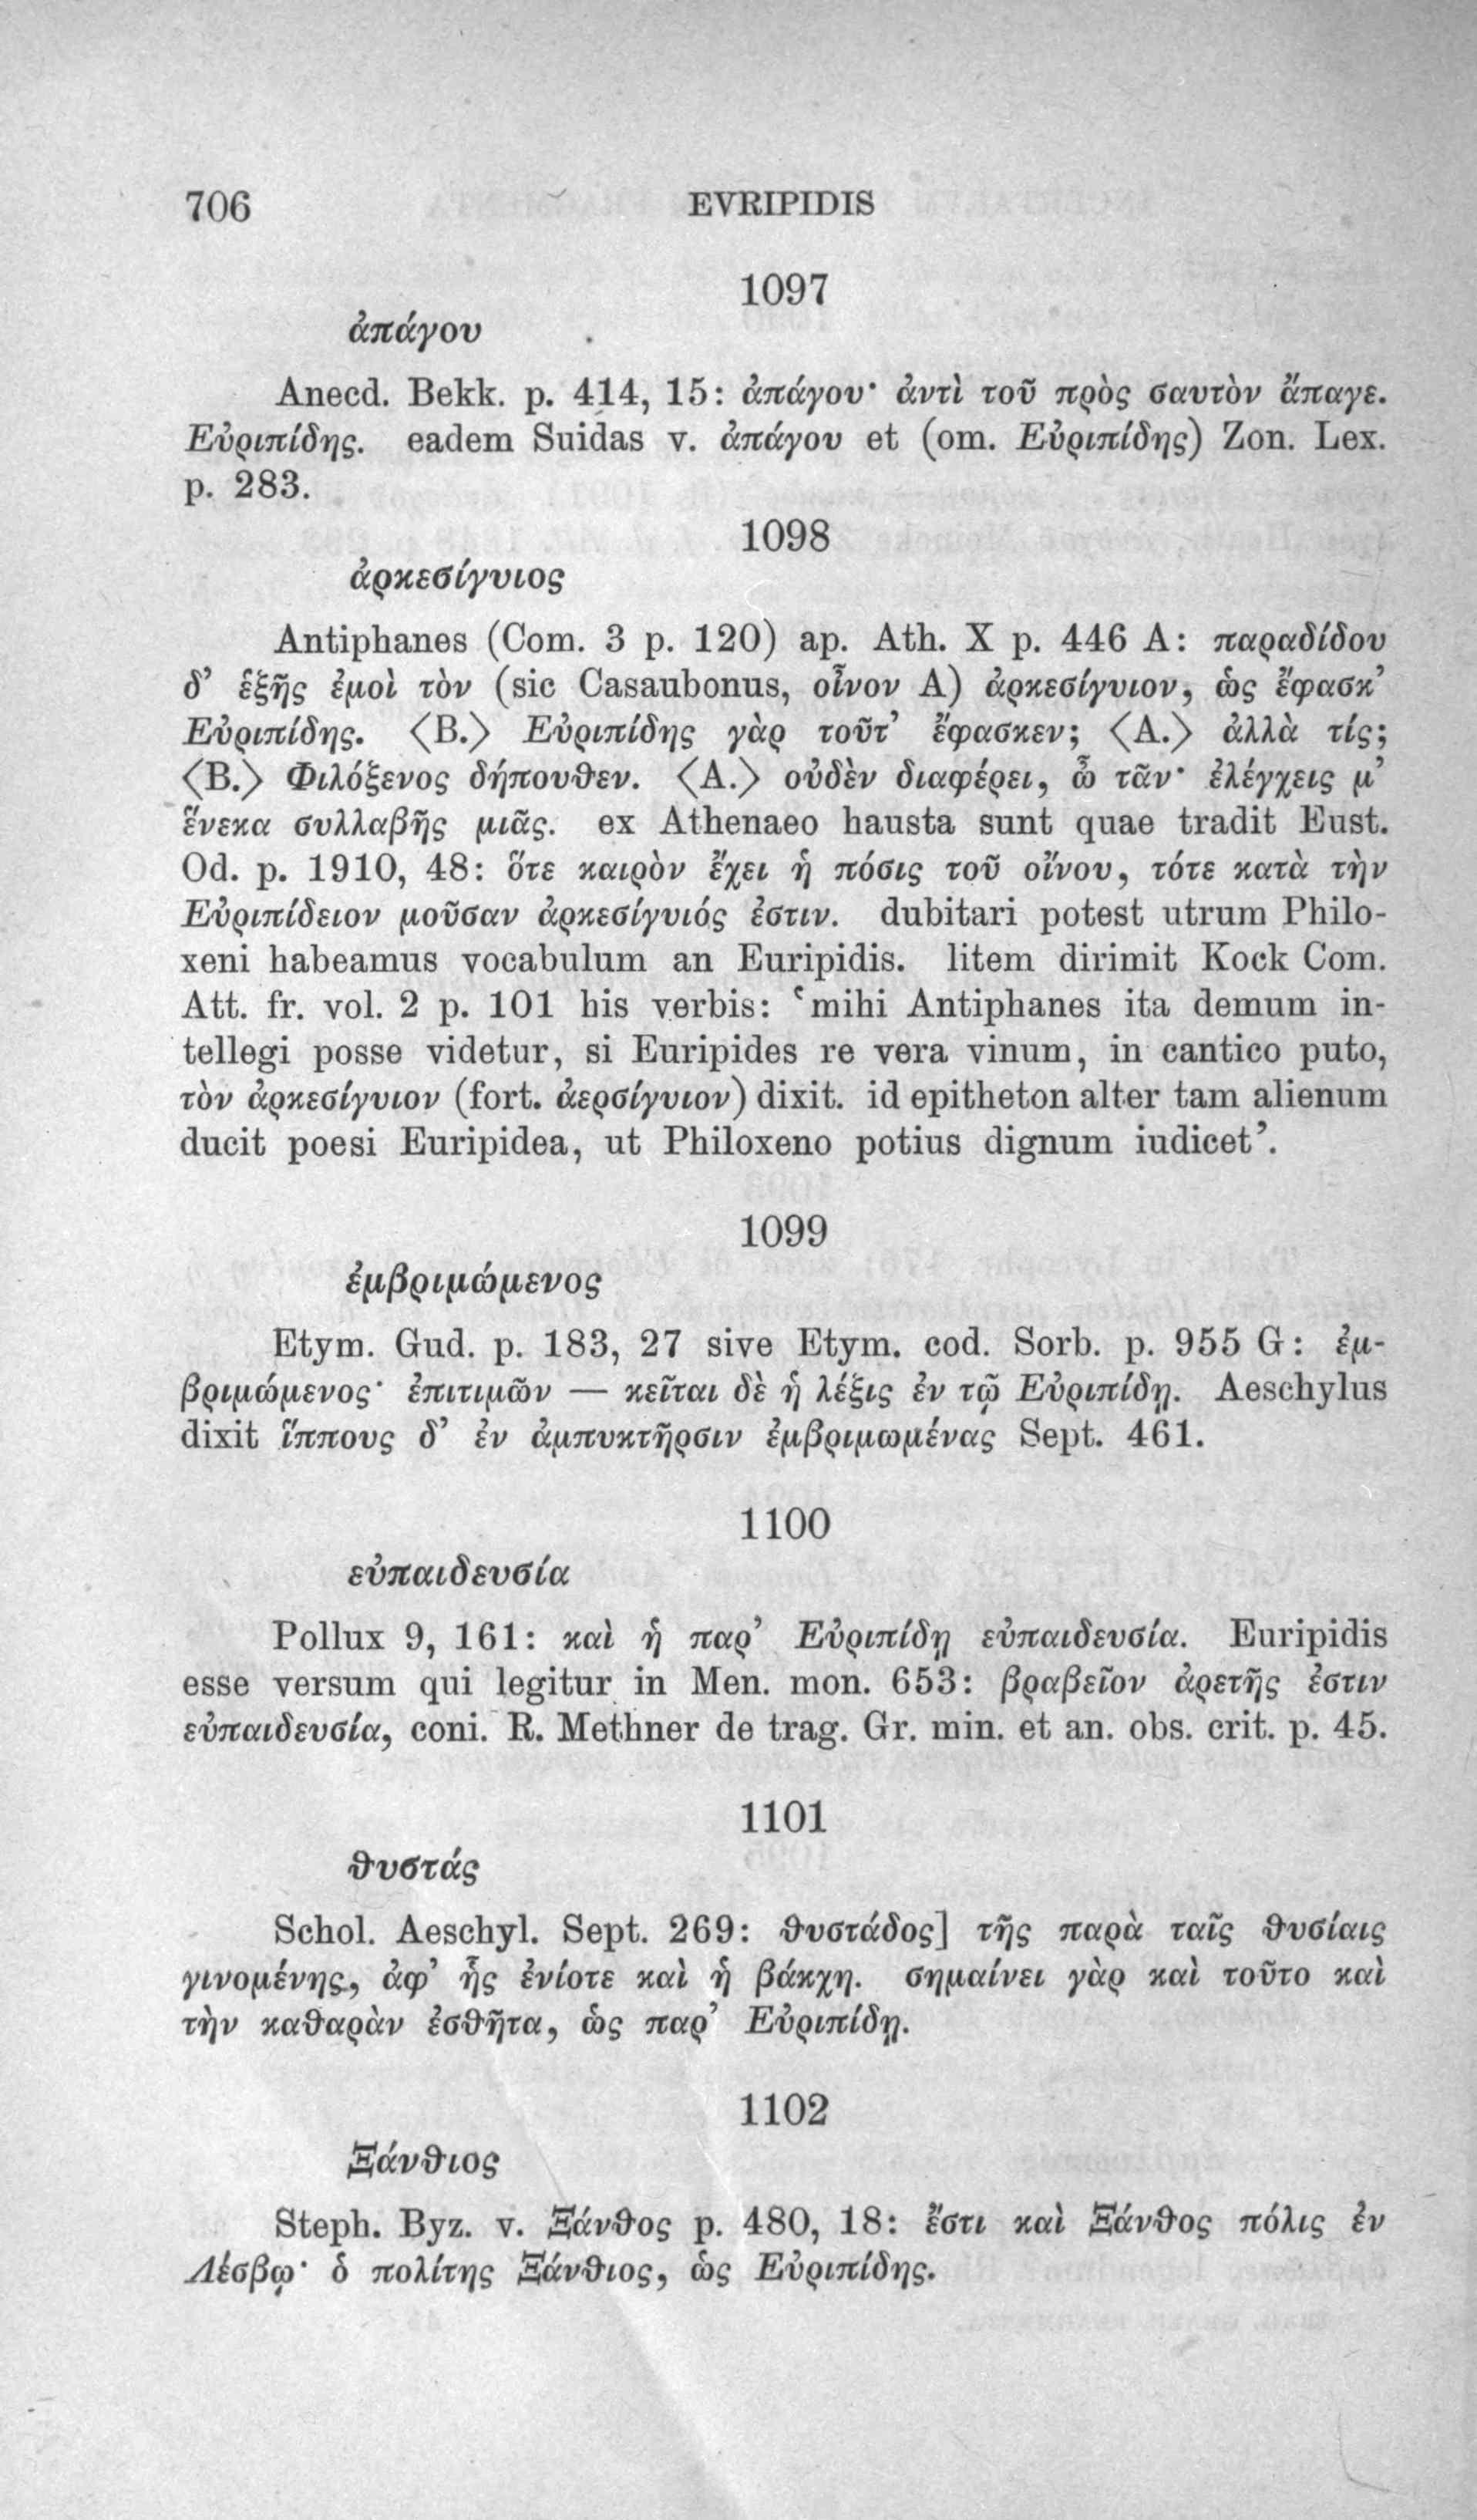 706 EVRIPIDIS
1097
ἀπάγου
Anecd. Bekk. p. 414, 15: ἀπάγου· ἀντὶ τοῦ πρὸς σαυτὸν ἄπαγε.
Εὐριπίδης. eadem Suidas v. ἀπάγου et (om. Εὐριπίδης) Zon. Lex.
p. 283.
1098
ἀρκεσίγυιος
Antiphanes (Com. 3 p. 120) ap. Ath. X p. 446 A: παραδίδου
δ’ ἑξῆς ἐμοὶ τὸν (sic Casaubonus, οἶνον A) ἀρκεσίγυιον, ὡς ἔφασκ’
Εὐριπίδης. 〈B.〉 Εὐριπίδης γὰρ τοῦτ’ ἔφασκεν; 〈A.〉 ἀλλὰ τίς;
〈B.〉 Φιλόξενος δήπουθεν. 〈A.〉 οὐδὲν διαφέρει, ὦ τᾶν· ἐλέγχεις μ’
ἕνεκα συλλαβῆς μιᾶς. ex Athenaeo hausta sunt quae tradit Eust.
Od. p. 1910, 48: ὅτε καιρὸν ἔχει ἡ πόσις τοῦ οἴνου, τότε κατὰ τὴν
Εὐριπίδειον μοῦσαν ἀρκεσίγυιός ἐστιν. dubitari potest utrum Philo-
xeni habeamus vocabulum an Euripidis. litem dirimit Kock Com.
Att. fr. vol. 2 p. 101 his verbis: ‘mihi Antiphanes ita demum in-
tellegi posse videtur, si Euripides re vera vinum, in cantico puto,
τὸν ἀρκεσίγυιον (fort. ἀερσίγυιον) dixit. id epitheton alter tam alienum
ducit poesi Euripidea, ut Philoxeno potius dignum iudicet’.
1099
ἐμβριμώμενος
Etym. Gud. p. 183, 27 sive Etym. cod. Sorb. p. 955 G: ἐμ-
βριμώμενος· ἐπιτιμῶν — κεῖται δὲ ἡ λέξις ἐν τῷ Εὐριπίδῃ. Aeschylus
dixit ἵππους δ’ ἐν ἀμπυκτῆρσιν ἐμβριμωμένας Sept. 461.
1100
εὐπαιδευσία
Pollux 9, 161: καὶ ἡ παρ’ Εὐριπίδῃ εὐπαιδευσία. Euripidis
esse versum qui legitur in Men. mon. 653: βραβεῖον ἀρετῆς ἐστιν
εὐπαιδευσία, coni. R. Methner de trag. Gr. min. et an. obs. crit. p. 45.
1101
θυστάς
Schol. Aeschyl. Sept. 269: θυστάδος] τῆς παρὰ ταῖς θυσίαις
γινομένης, ἀφ’ ἧς ἐνίοτε καὶ ἡ βάκχη. σημαίνει γὰρ καὶ τοῦτο καὶ
τὴν καθαρὰν ἐσθῆτα, ὡς παρ’ Εὐριπίδῃ.
1102
Ξάνθιος
Steph. Byz. v. Ξάνθος p. 480, 18: ἔστι καὶ Ξάνθος πόλις ἐν
Λέσβῳ· ὁ πολίτης Ξάνθιος, ὡς Εὐριπίδης.